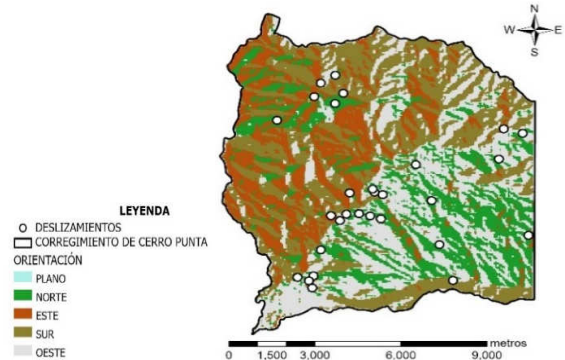 N
W E
S
LEYENDA
DESLIZAMIENTOS
CORREGIMIENTO DE CERRO PUNTA
ORIENTACIÓN
PLANO
NORTE
ESTE
SUR
OESTE
metros
0 1,500 3,000 6,000 9,000